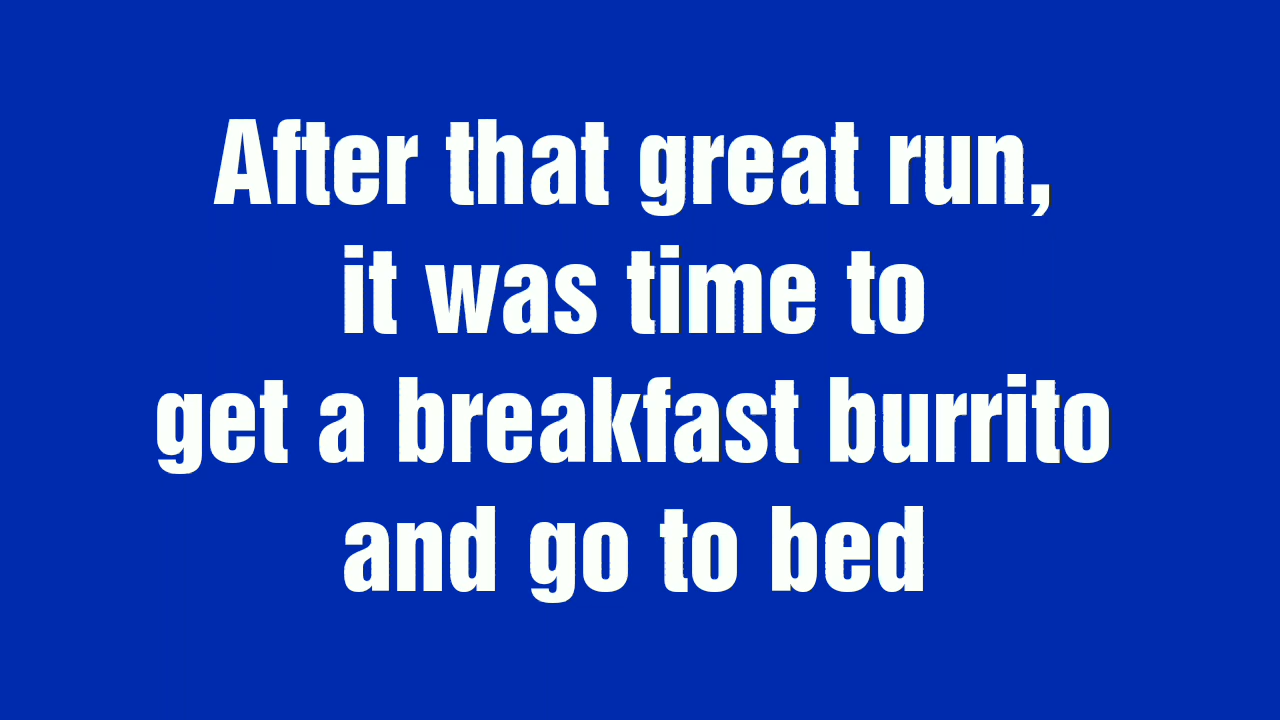 After that great run,
it was time to
get a breakfast burrito
and go to bed